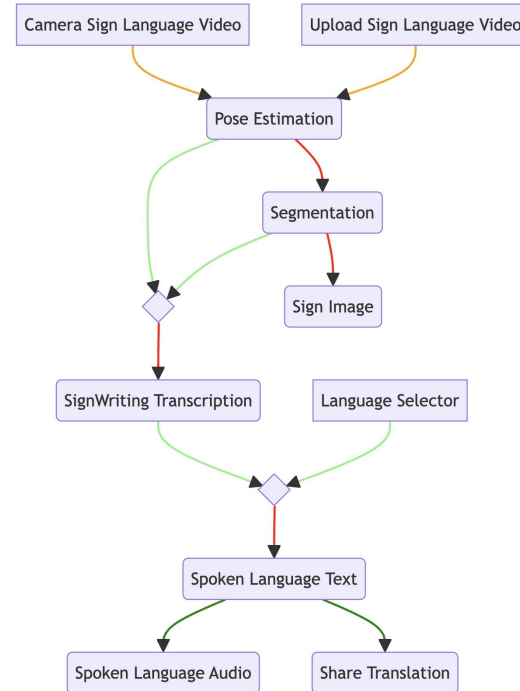 Camera Sign Language Video
Upload Sign Language Video
Pose Estimation
Segmentation
Sign Image
SignWriting Transcription
Language Selector
Spoken Language Text
Spoken Language Audio
Share Translation